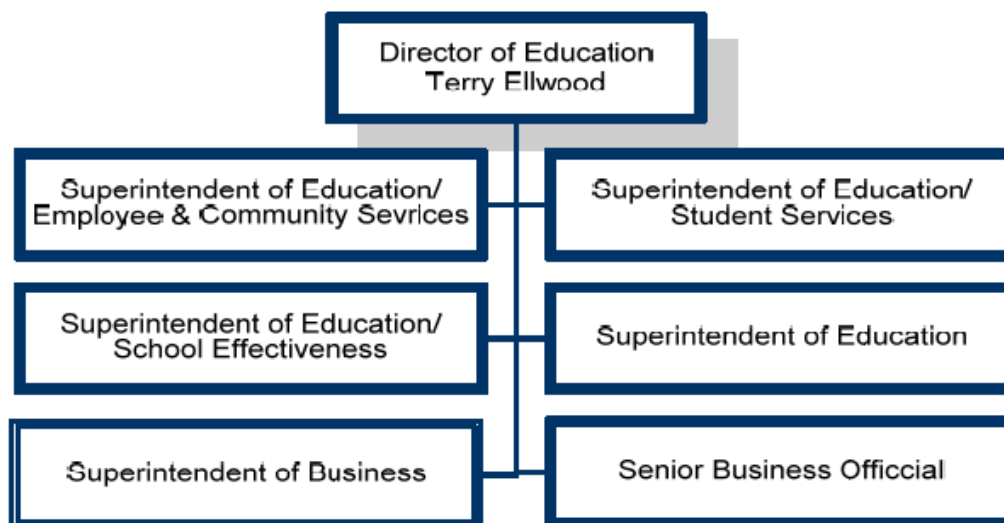 Director of Education
Terry Ellwood
Superintendent of Education/
Employee & Community Sevrices
Superintendent of Education/
Student Services
Superintendent of Education/
School Effectiveness
Superintendent of Education
Superintendent of Business
Senior Business Officcial